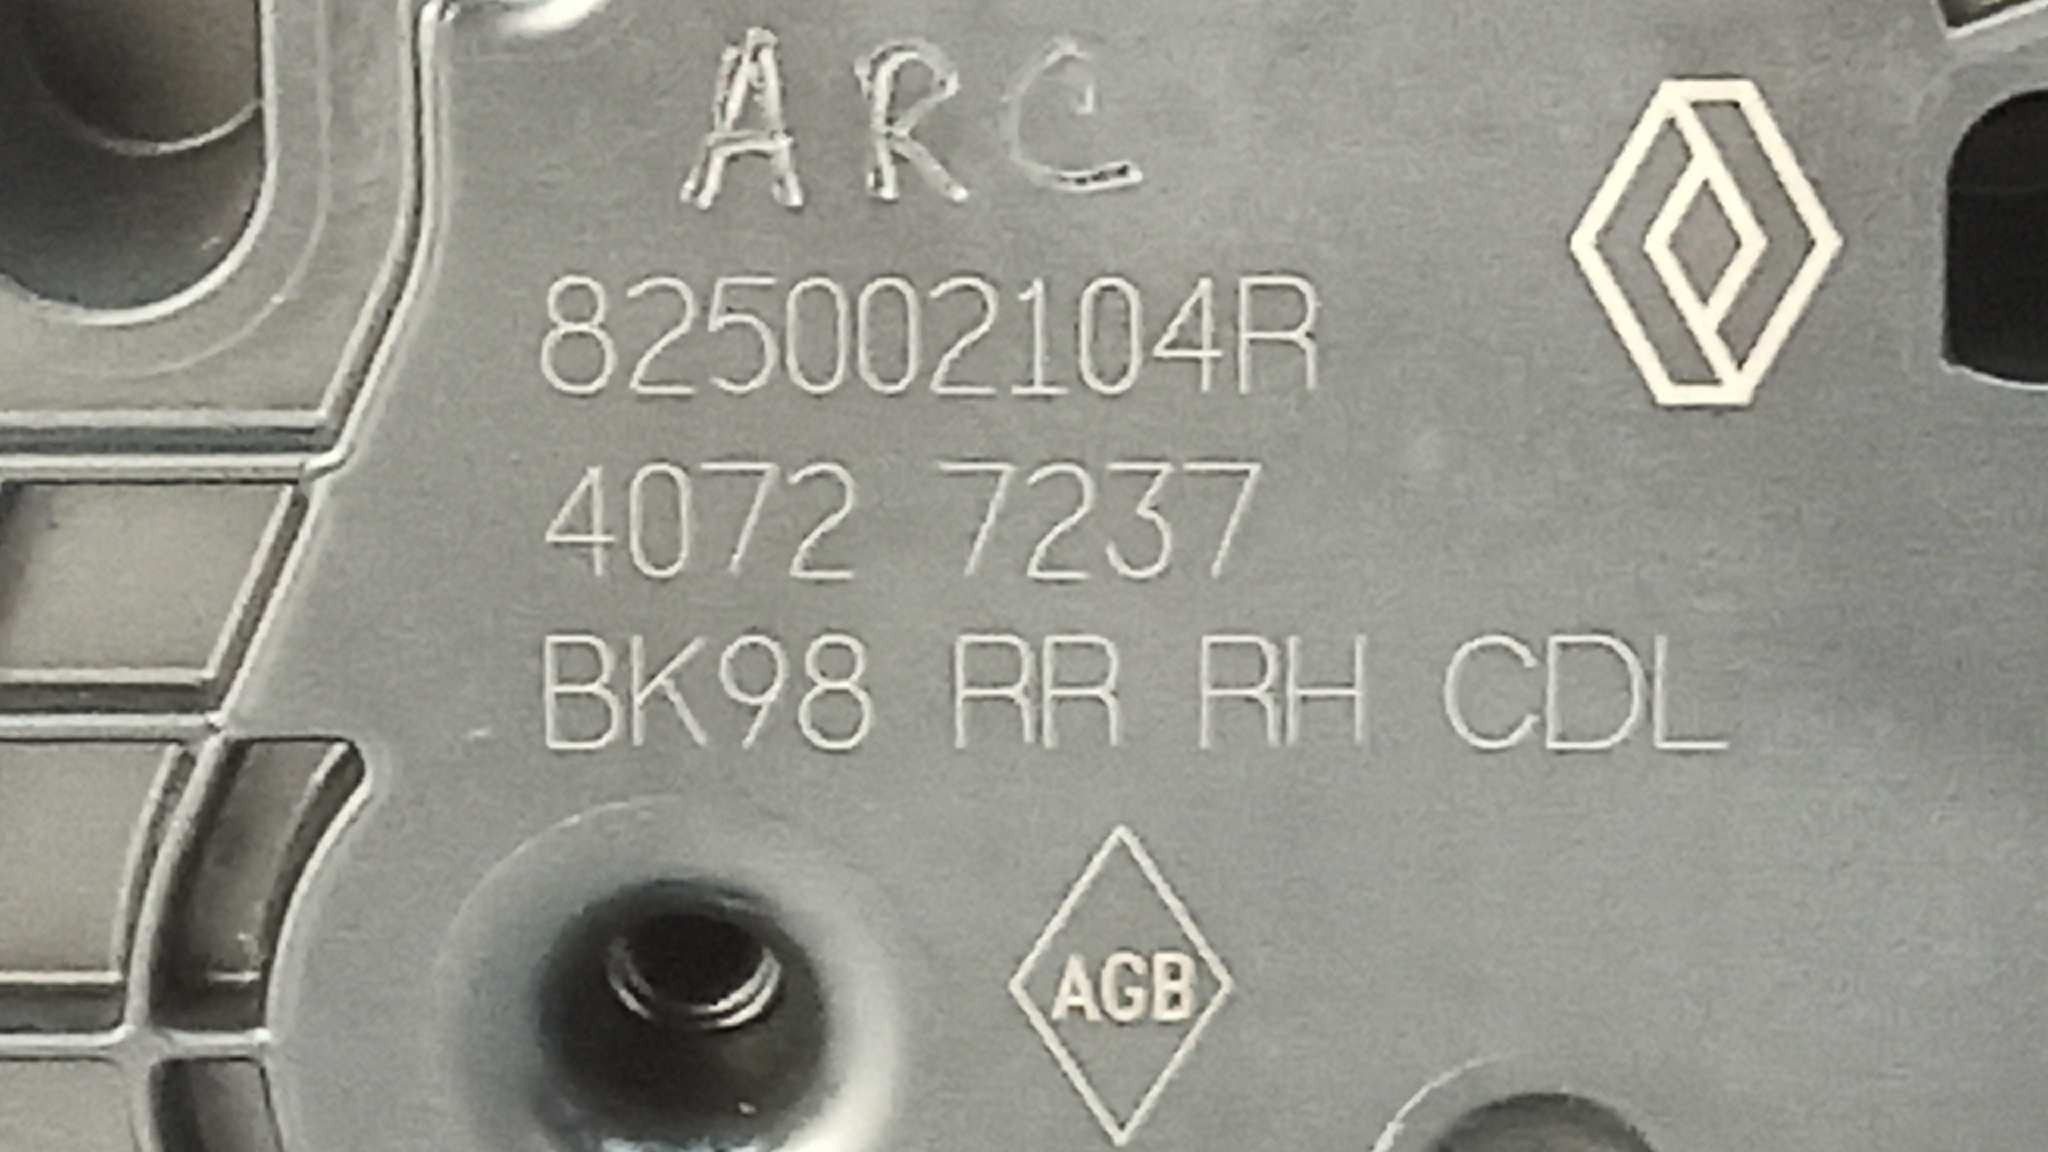 ARC
825002104R
4072 7237
BK98 RR RH CDL
AGB